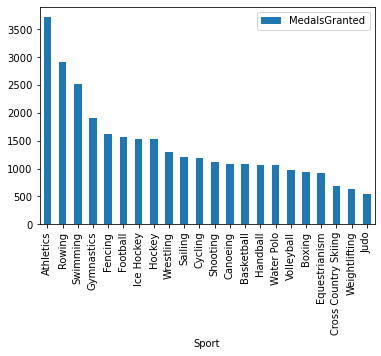 MedalsGranted
3500
3000
2500
2000
1500
1000
500
0
Athletics
Rowing
Swimming
Gymnastics
Fencing
Football
Ice Hockey
Hockey
Wrestling
Sailing
Cycling
Shooting
Canoeing
Basketball
Handball
Water Polo
Volleyball
Boxing
Equestrianism
Cross Country Skiing
Weightlifting
Judo
Sport